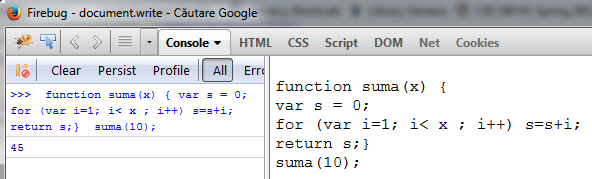 Firebug - document.write - Căutare Google
Console HTML CSS Script DOM Net Cookies
Clear Persist Profile All Erro
>>> function suma(x) { var s = 0;
for (var i=1; i< x ; i++) s=s+i;
return s;} suma(10);
45
function suma(x) {
var s = 0;
for (var i=1; i< x ; i++) s=s+i;
return s;}
suma(10);